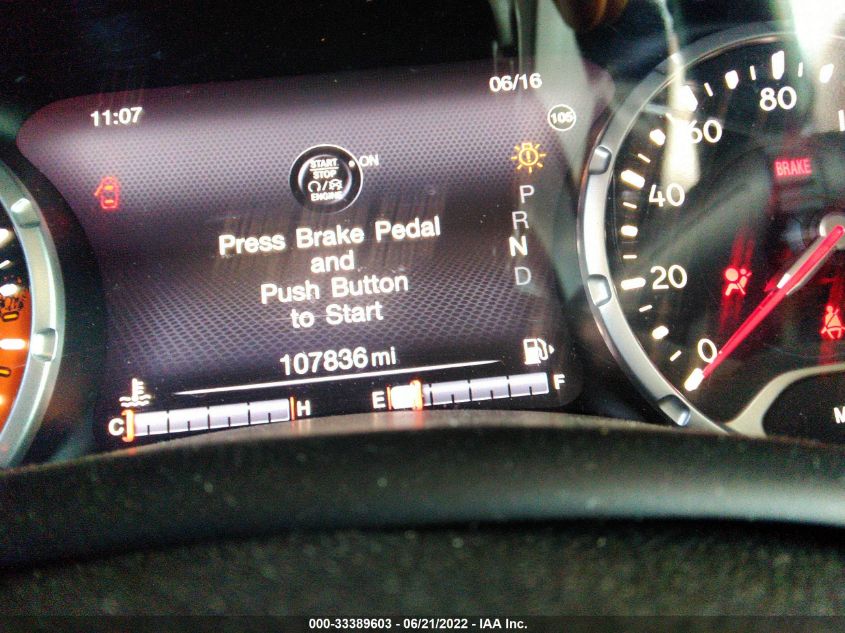 11:07
06/16
105
START
STOP
ENGINE
ON
Press Brake Pedal
and
Push Button
to Start
107836 mi
P
R
N
D
C
H
E
F
80
60
40
20
0
BRAKE
M
000-33389603 - 06/21/2022 - IAA Inc.